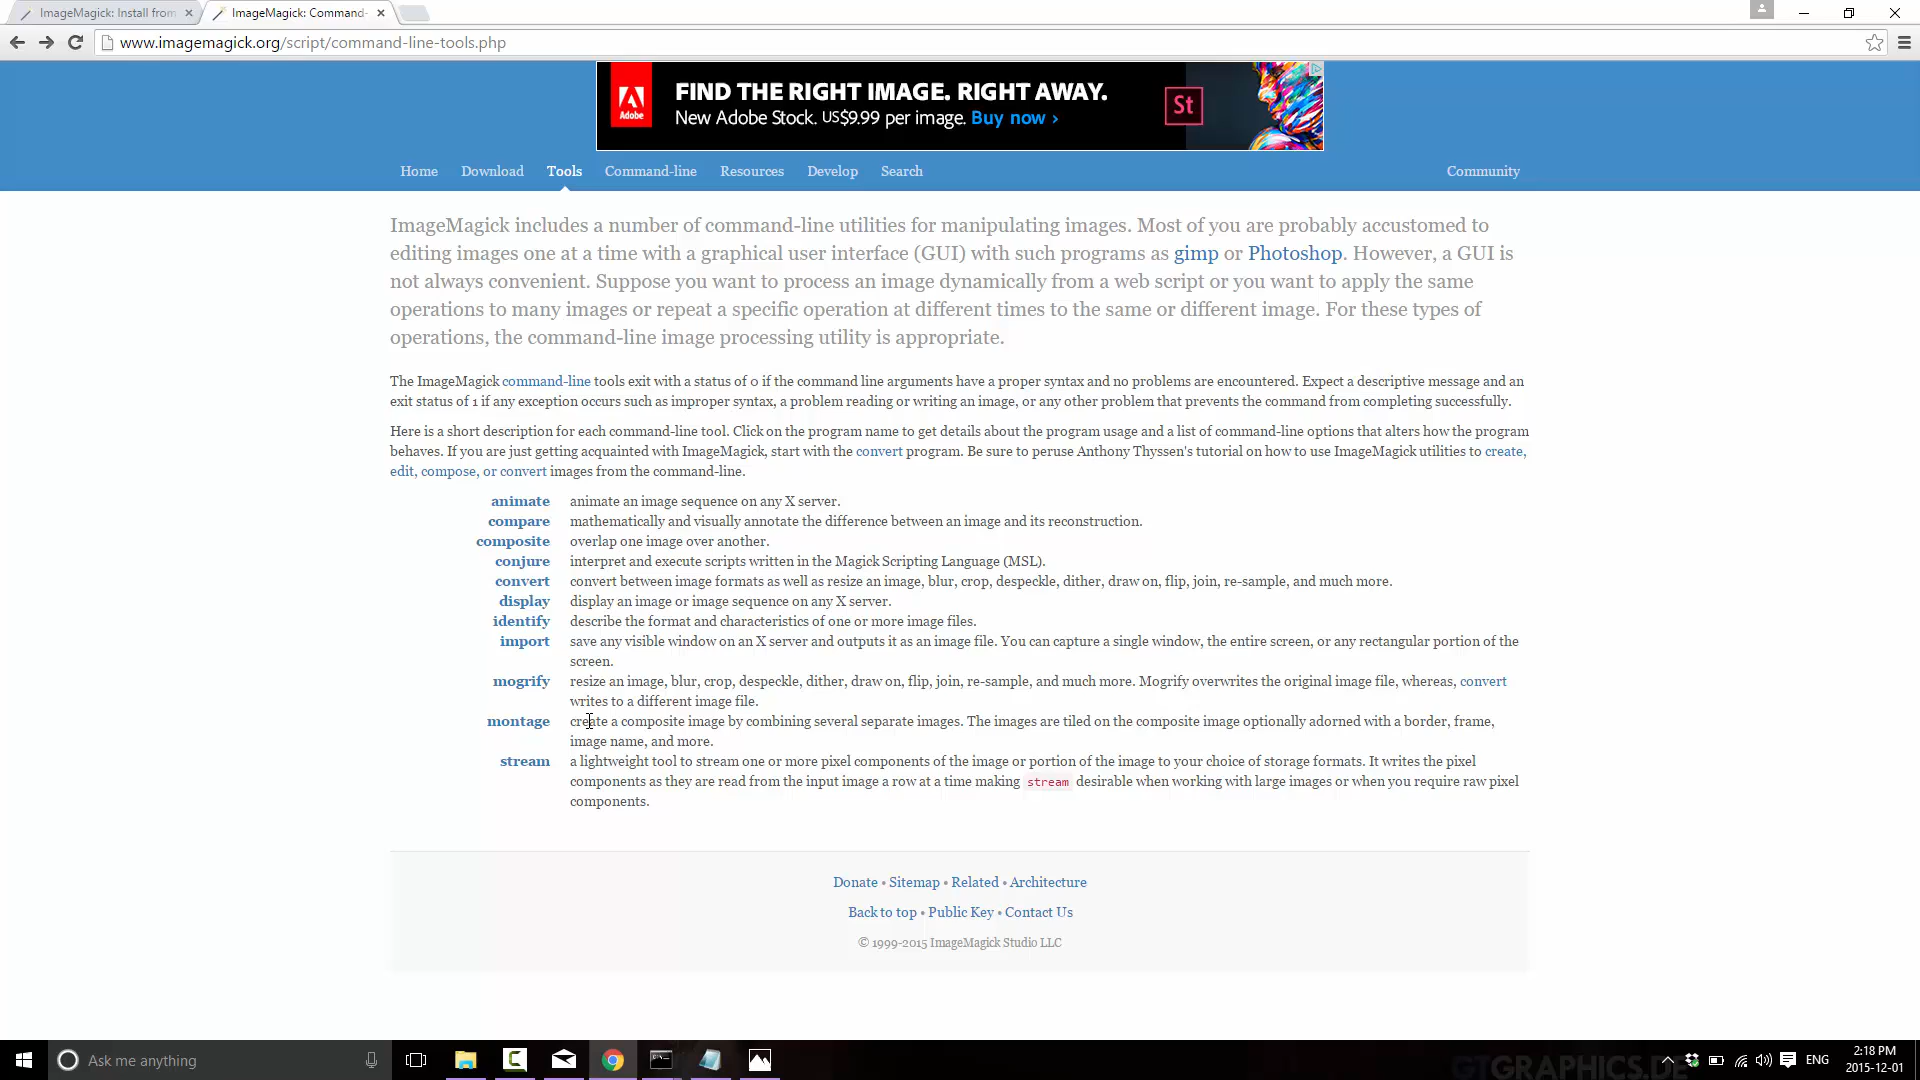 ImageMagick: Install from
ImageMagick: Command-
www.imagemagick.org/script/command-line-tools.php
Adobe
FIND THE RIGHT IMAGE. RIGHT AWAY.
New Adobe Stock. US$9.99 per image. Buy now ›
St
Home Download Tools Command-line Resources Develop Search Community
ImageMagick includes a number of command-line utilities for manipulating images. Most of you are probably accustomed to
editing images one at a time with a graphical user interface (GUI) with such programs as gimp or Photoshop. However, a GUI is
not always convenient. Suppose you want to process an image dynamically from a web script or you want to apply the same
operations to many images or repeat a specific operation at different times to the same or different image. For these types of
operations, the command-line image processing utility is appropriate.
The ImageMagick command-line tools exit with a status of 0 if the command line arguments have a proper syntax and no problems are encountered. Expect a descriptive message and an
exit status of 1 if any exception occurs such as improper syntax, a problem reading or writing an image, or any other problem that prevents the command from completing successfully.
Here is a short description for each command-line tool. Click on the program name to get details about the program usage and a list of command-line options that alters how the program
behaves. If you are just getting acquainted with ImageMagick, start with the convert program. Be sure to peruse Anthony Thyssen's tutorial on how to use ImageMagick utilities to create,
edit, compose, or convert images from the command-line.
animate animate an image sequence on any X server.
compare mathematically and visually annotate the difference between an image and its reconstruction.
composite overlap one image over another.
conjure interpret and execute scripts written in the Magick Scripting Language (MSL).
convert convert between image formats as well as resize an image, blur, crop, despeckle, dither, draw on, flip, join, re-sample, and much more.
display display an image or image sequence on any X server.
identify describe the format and characteristics of one or more image files.
import save any visible window on an X server and outputs it as an image file. You can capture a single window, the entire screen, or any rectangular portion of the
screen.
mogrify resize an image, blur, crop, despeckle, dither, draw on, flip, join, re-sample, and much more. Mogrify overwrites the original image file, whereas, convert
writes to a different image file.
montage create a composite image by combining several separate images. The images are tiled on the composite image optionally adorned with a border, frame,
image name, and more.
stream a lightweight tool to stream one or more pixel components of the image or portion of the image to your choice of storage formats. It writes the pixel
components as they are read from the input image a row at a time making stream desirable when working with large images or when you require raw pixel
components.
Donate • Sitemap • Related • Architecture
Back to top • Public Key • Contact Us
© 1999-2015 ImageMagick Studio LLC
Ask me anything
ENG
2:18 PM
2015-12-01
GTGRAPHICS.DE